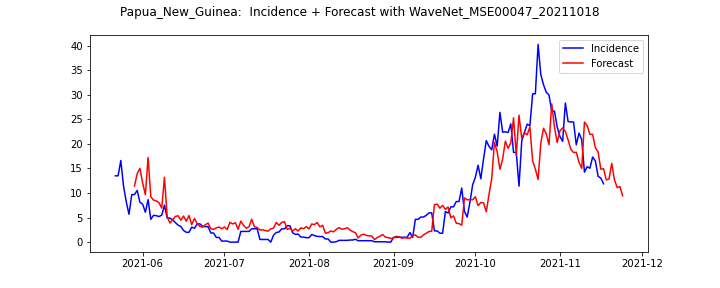 Papua_New_Guinea:  Incidence + Forecast with WaveNet_MSE00047_20211018
Incidence
Forecast
40
35
30
25
20
15
10
5
0
2021-06 2021-07 2021-08 2021-09 2021-10 2021-11 2021-12